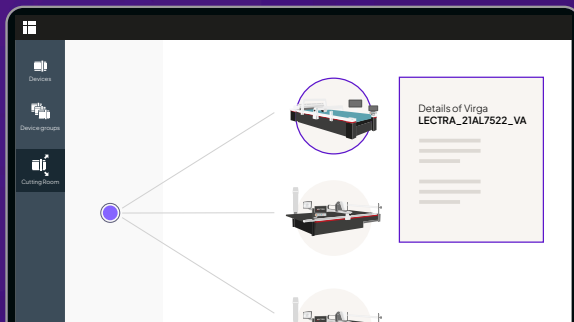 Devices
Device groups
Cutting Room
Details of Virga
LECTRA_21AL7522_VA